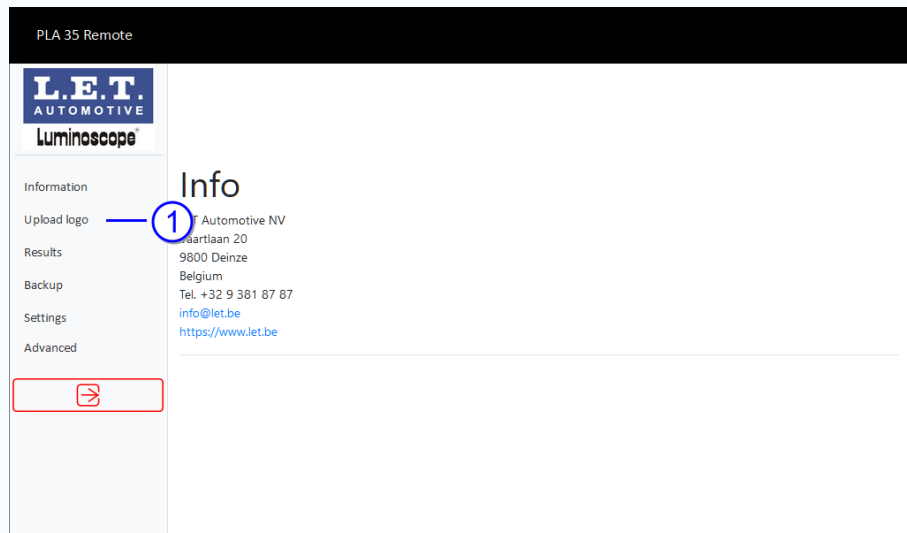 PLA 35 Remote
L.E.T.
AUTOMOTIVE
Luminoscope®
Information
Upload logo
Results
Backup
Settings
Advanced
1
Info
T Automotive NV
aartlaan 20
9800 Deinze
Belgium
Tel. +32 9 381 87 87
info@let.be
https://www.let.be